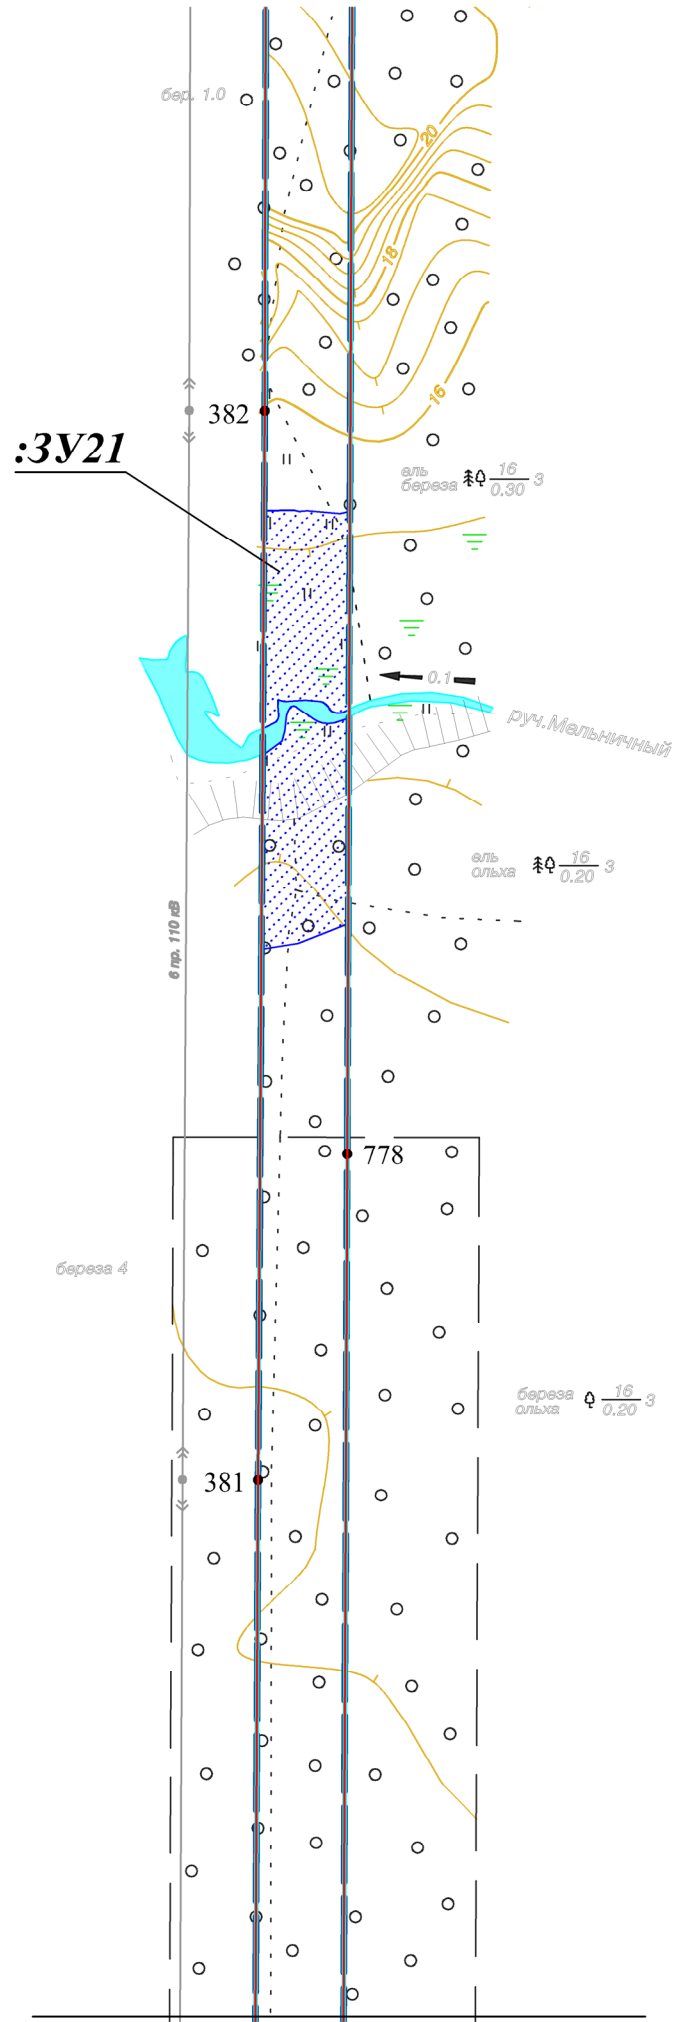 бер. 1.0
20
18
16
382
:ЗУ21
ель
береза
16
0.30
3
0.1
руч.Мельничный
ель
ольха
16
0.20
3
6 пр. 110 кВ
778
береза 4
береза
ольха
16
0.20
3
381